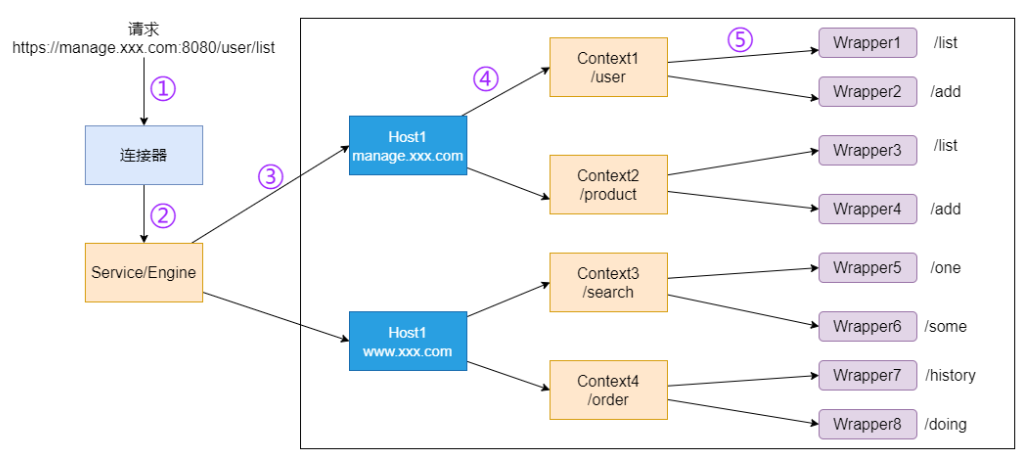 请求
https://manage.xxx.com:8080/user/list
①
连接器
②
Service/Engine
③
Host1
manage.xxx.com
④
Context1
/user
⑤
Wrapper1
/list
Wrapper2
/add
Context2
/product
Wrapper3
/list
Wrapper4
/add
Host1
www.xxx.com
Context3
/search
Wrapper5
/one
Wrapper6
/some
Context4
/order
Wrapper7
/history
Wrapper8
/doing